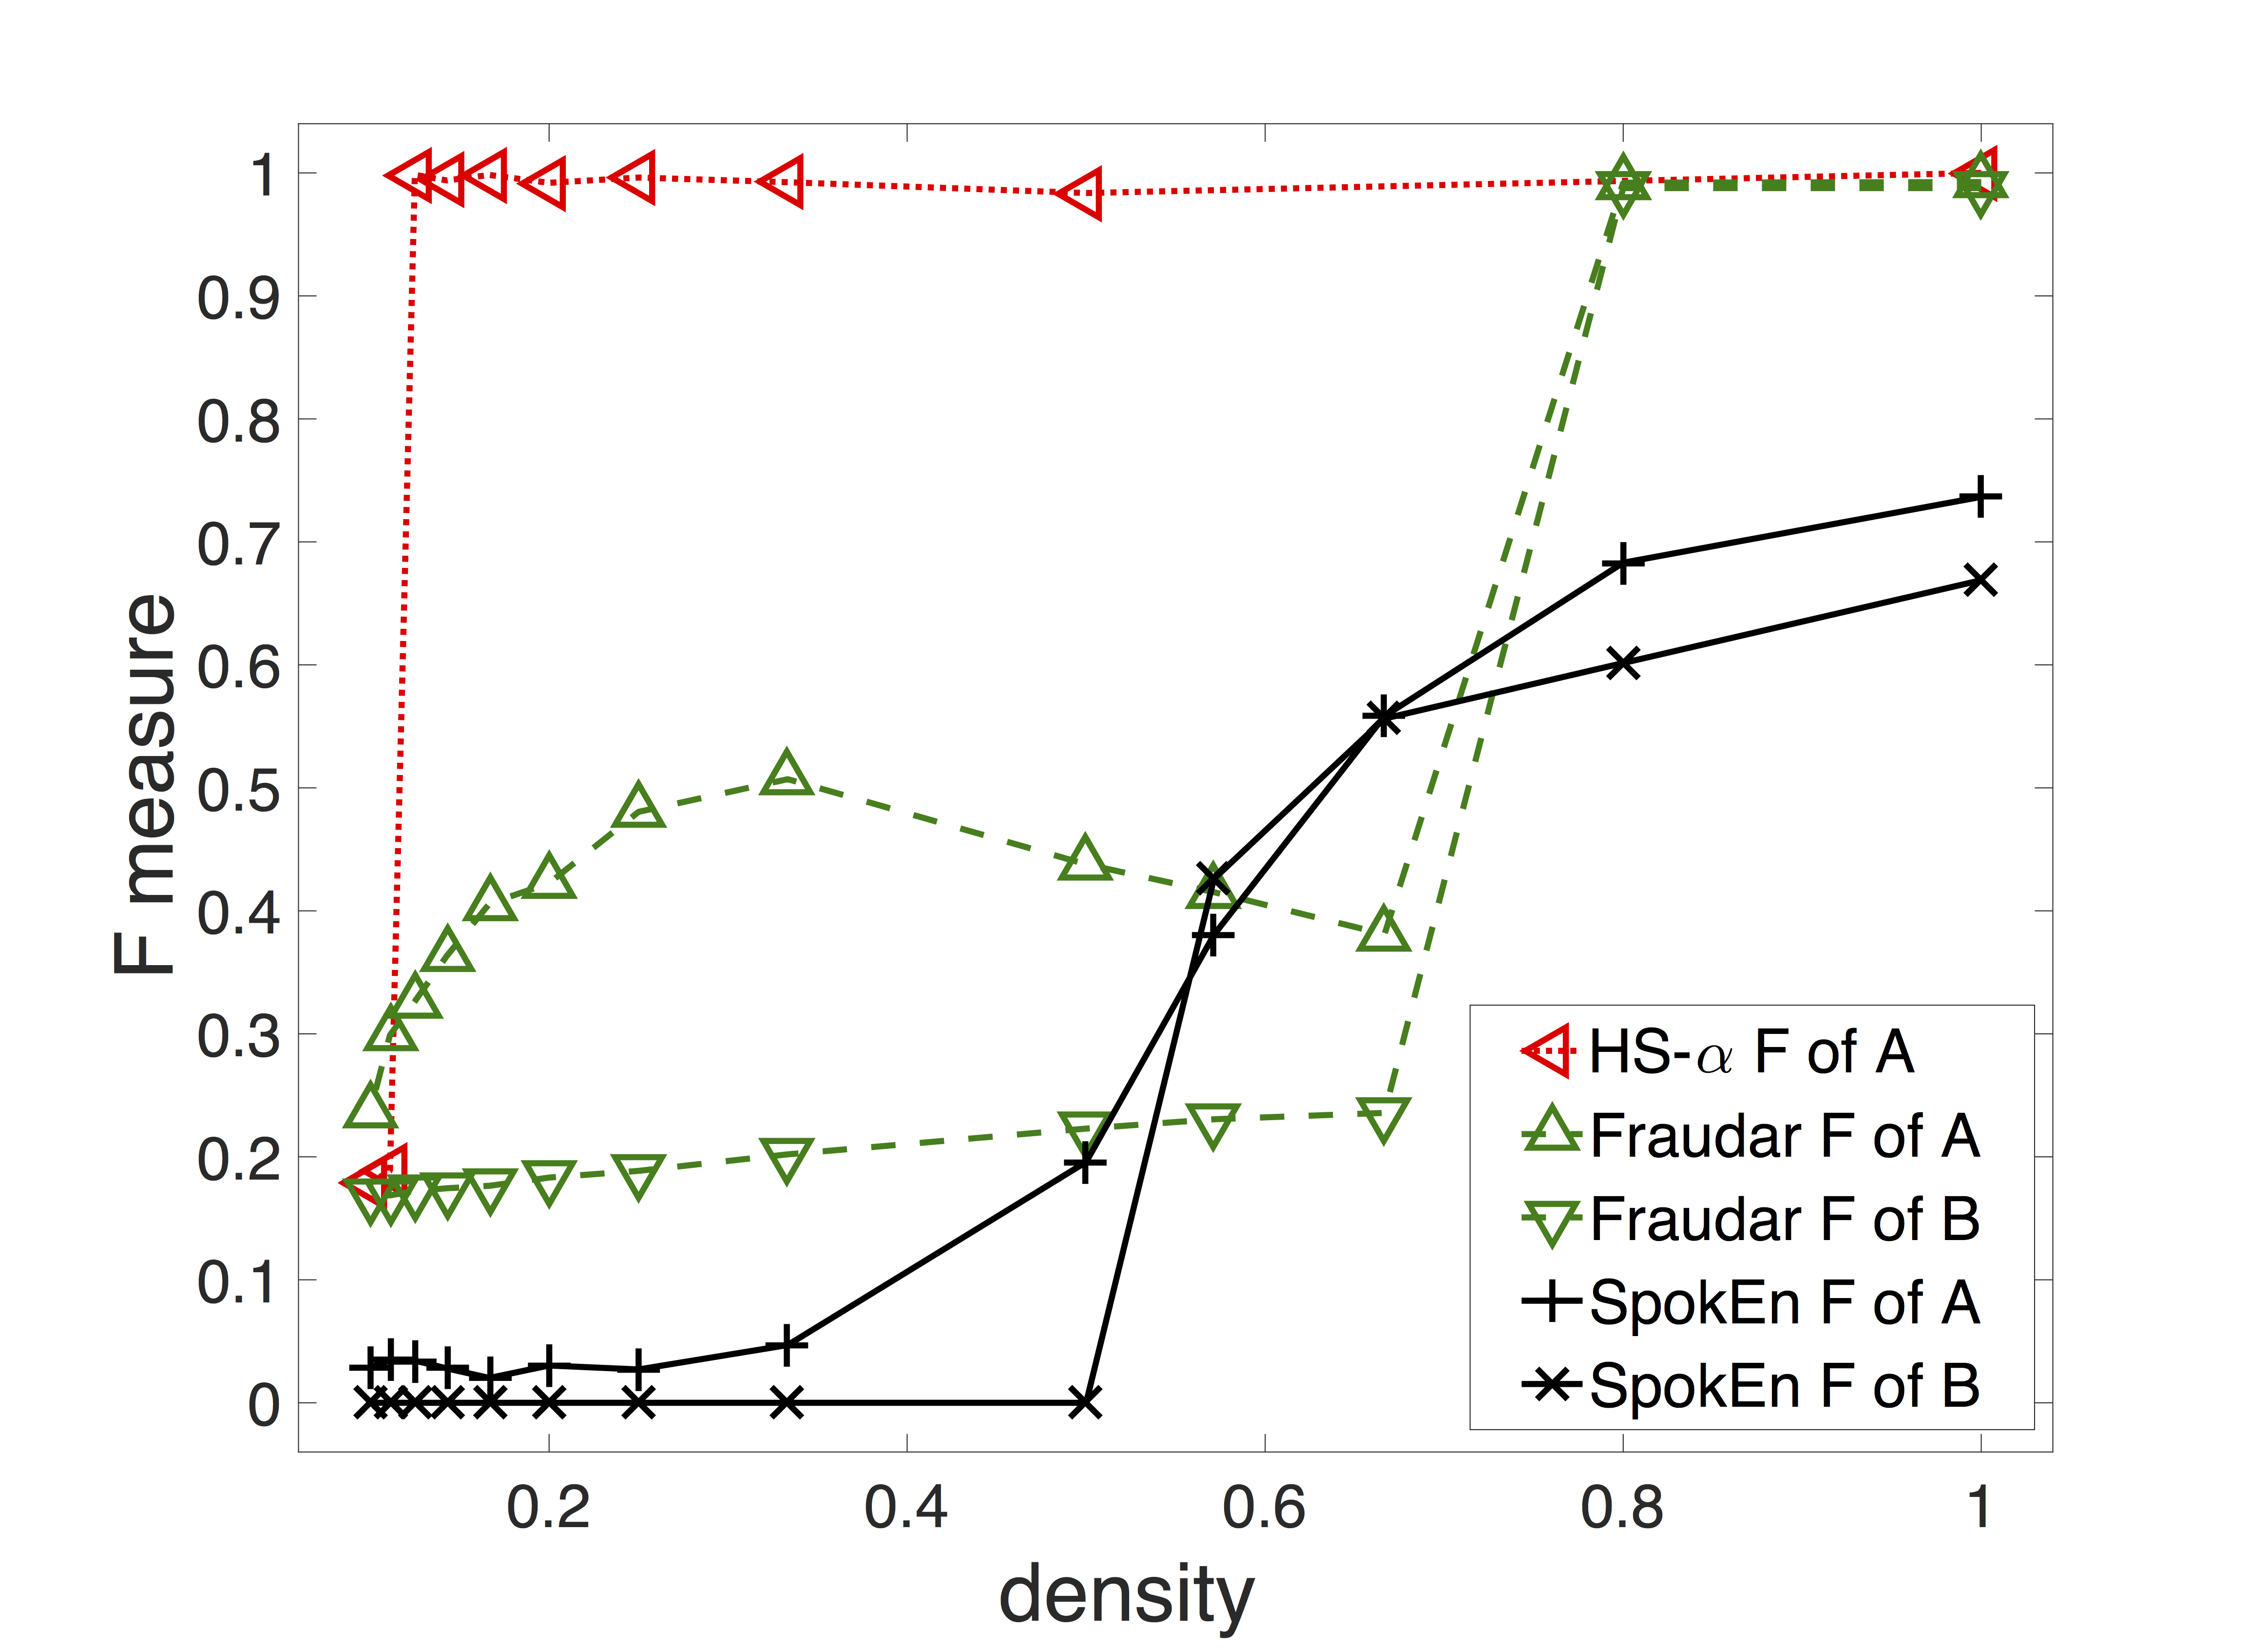 1
0.9
0.8
0.7
0.6
0.5
0.4
0.3
0.2
0.1
0
F measure
0.2 0.4 0.6 0.8 1
density
HS-α F of A
Fraudar F of A
Fraudar F of B
SpokEn F of A
SpokEn F of B